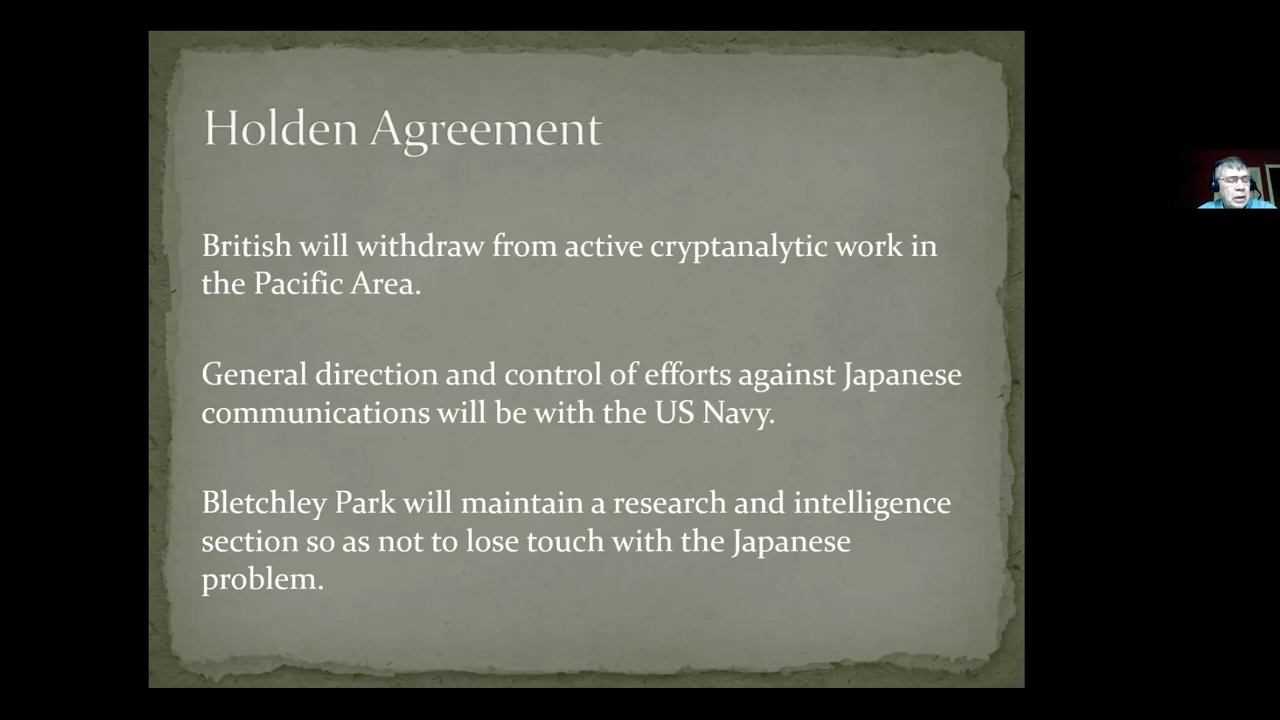 Holden Agreement
British will withdraw from active cryptanalytic work in
the Pacific Area.
General direction and control of efforts against Japanese
communications will be with the US Navy.
Bletchley Park will maintain a research and intelligence
section so as not to lose touch with the Japanese
problem.